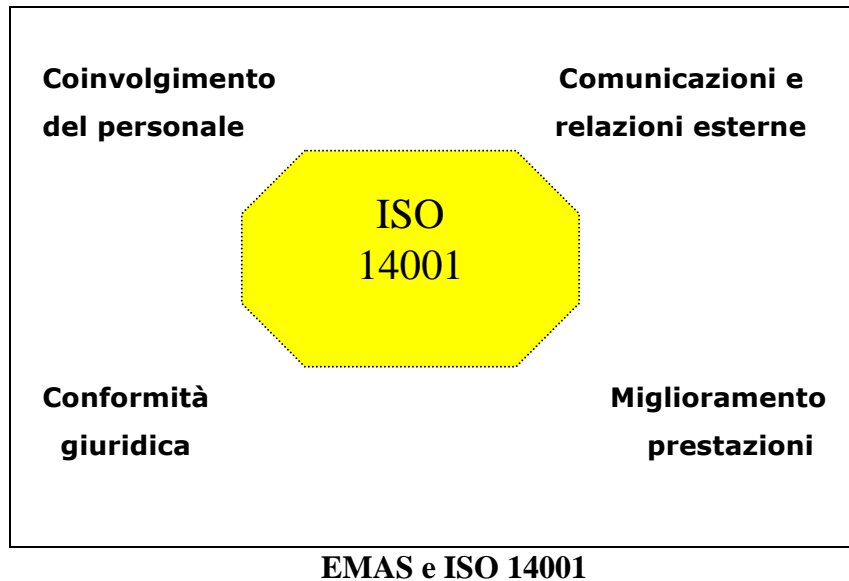 Coinvolgimento
del personale
Comunicazioni e
relazioni esterne
ISO
14001
Conformità
giuridica
Miglioramento
prestazioni
EMAS e ISO 14001